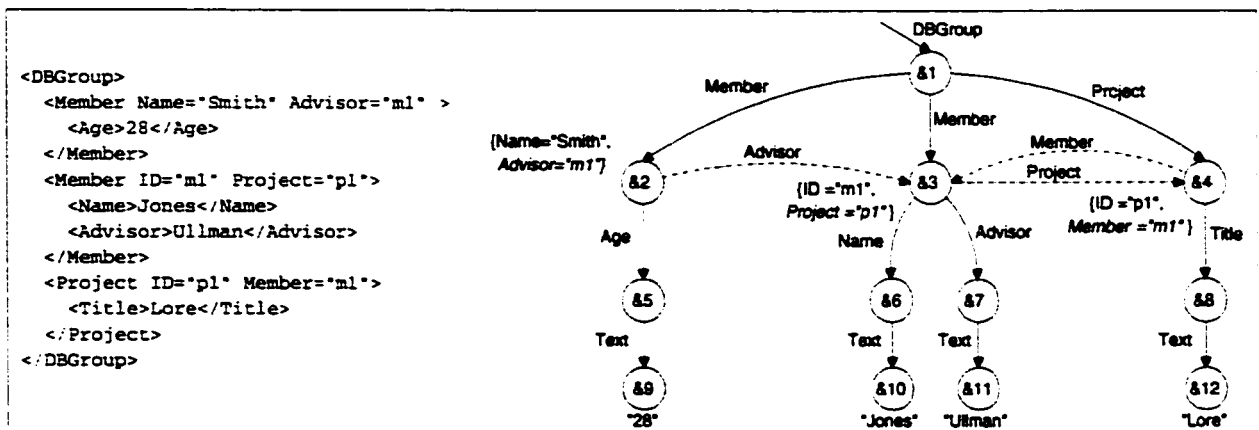 <DBGroup>
<Member Name="Smith" Advisor="m1" >
<Age>28</Age>
</Member>
<Member ID="m1" Project="p1">
<Name>Jones</Name>
<Advisor>Ullman</Advisor>
</Member>
<Project ID="p1" Member="m1">
<Title>Lore</Title>
</Project>
</DBGroup>
DBGroup
&1
Member
Member
Project
{Name="Smith",
Advisor="m1"}
Advisor
Member
Project
&2
&3
&4
{ID ="m1",
Project ="p1"}
{ID ="p1",
Member ="m1"}
Age
Name
Advisor
Title
&5
&6
&7
&8
Text
Text
Text
Text
&9
&10
&11
&12
"28"
"Jones"
"Ullman"
"Lore"